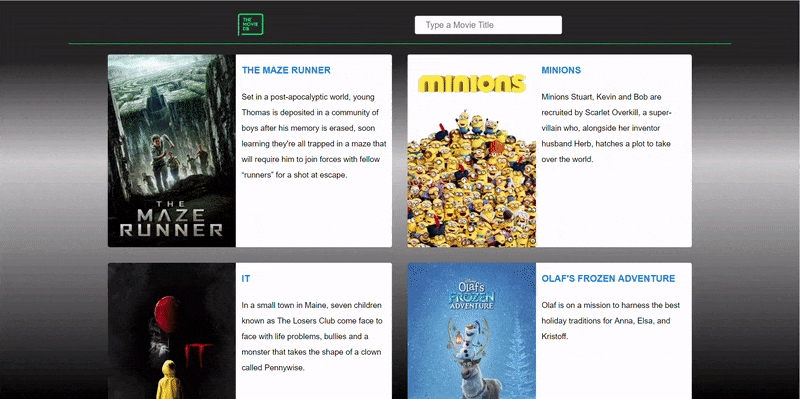 THE
MOVIE
DB
Type a Movie Title
THE
MAZE
RUNNER
THE MAZE RUNNER
Set in a post-apocalyptic world, young
Thomas is deposited in a community of
boys after his memory is erased, soon
learning they're all trapped in a maze that
will require him to join forces with fellow
“runners” for a shot at escape.
minions
MINIONS
Minions Stuart, Kevin and Bob are
recruited by Scarlet Overkill, a super-
villain who, alongside her inventor
husband Herb, hatches a plot to take
over the world.
IT
IT
In a small town in Maine, seven children
known as The Losers Club come face to
face with life problems, bullies and a
monster that takes the shape of a clown
called Pennywise.
Olaf's
FROZEN
ADVENTURE
OLAF'S FROZEN ADVENTURE
Olaf is on a mission to harness the best
holiday traditions for Anna, Elsa, and
Kristoff.